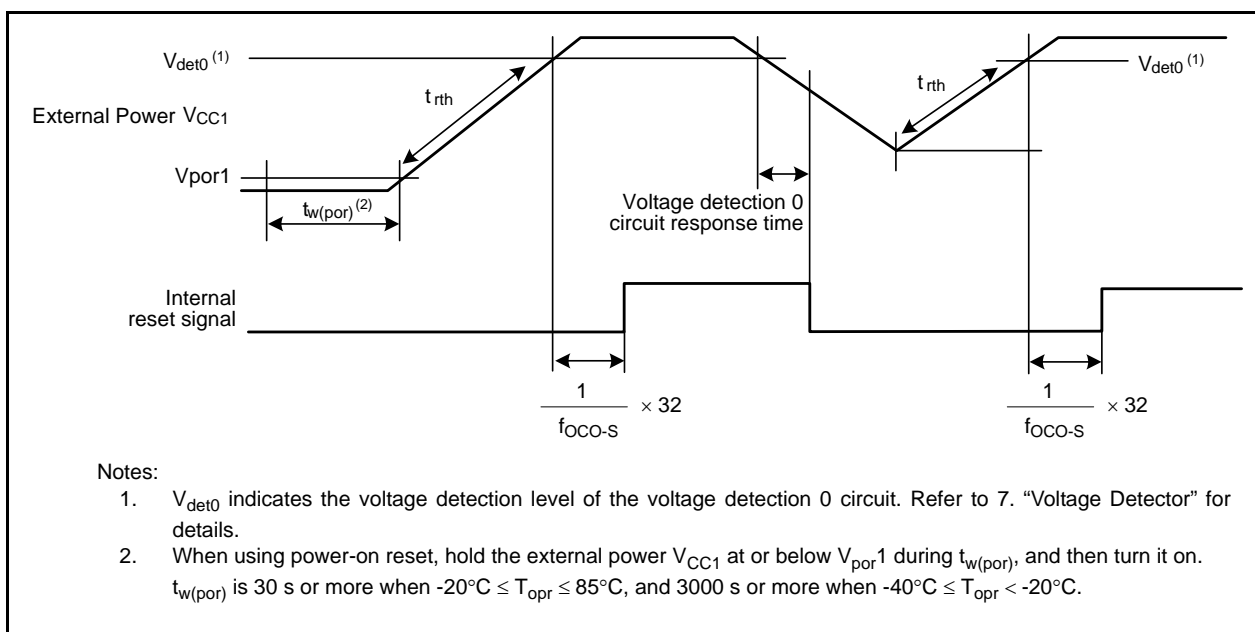 Vdet0 (1)
Vdet0 (1)
trth
trth
External Power VCC1
Vpor1
tw(por) (2)
Voltage detection 0
circuit response time
Internal
reset signal
1
fOCO-S
× 32
1
fOCO-S
× 32
Notes:
1. Vdet0 indicates the voltage detection level of the voltage detection 0 circuit. Refer to 7. “Voltage Detector” for
details.
2. When using power-on reset, hold the external power VCC1 at or below Vpor1 during tw(por), and then turn it on.
tw(por) is 30 s or more when -20°C ≤ Topr ≤ 85°C, and 3000 s or more when -40°C ≤ Topr < -20°C.